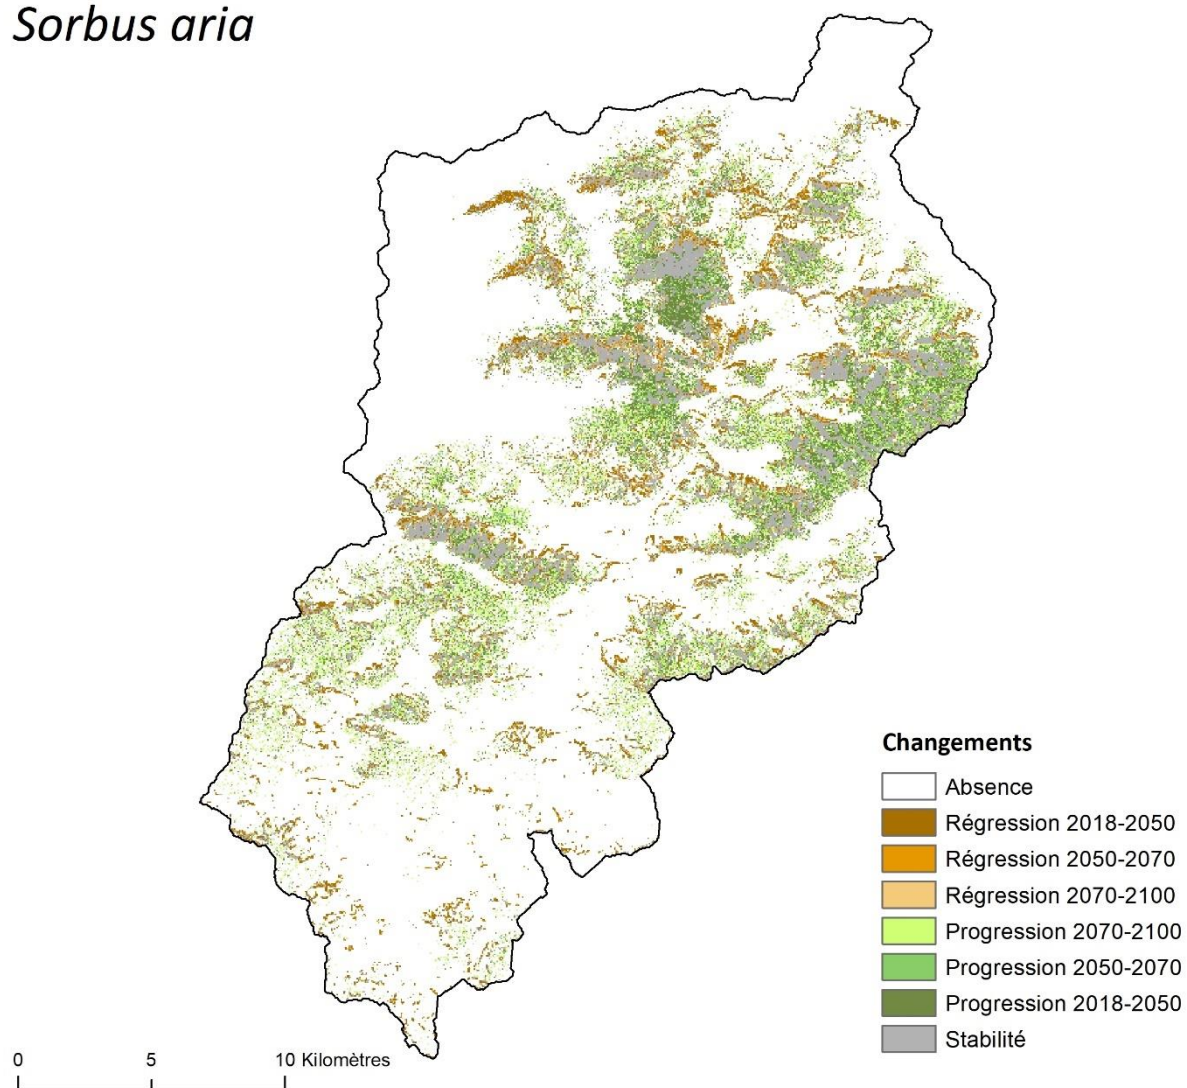 Sorbus aria
Changements
Absence
Régression 2018-2050
Régression 2050-2070
Régression 2070-2100
Progression 2070-2100
Progression 2050-2070
Progression 2018-2050
Stabilité
0 5 10 Kilomètres